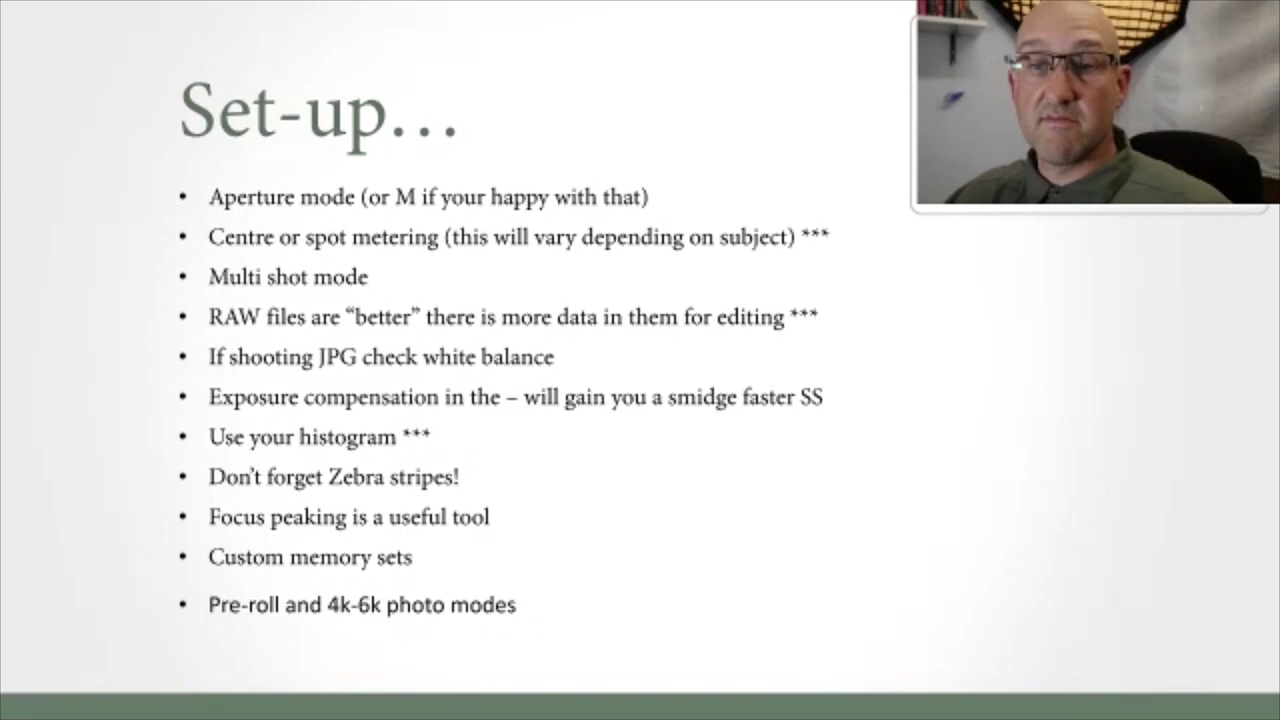 Set-up…
• Aperture mode (or M if your happy with that)
• Centre or spot metering (this will vary depending on subject) ***
• Multi shot mode
• RAW files are “better” there is more data in them for editing ***
• If shooting JPG check white balance
• Exposure compensation in the – will gain you a smidge faster SS
• Use your histogram ***
• Don’t forget Zebra stripes!
• Focus peaking is a useful tool
• Custom memory sets
• Pre-roll and 4k-6k photo modes